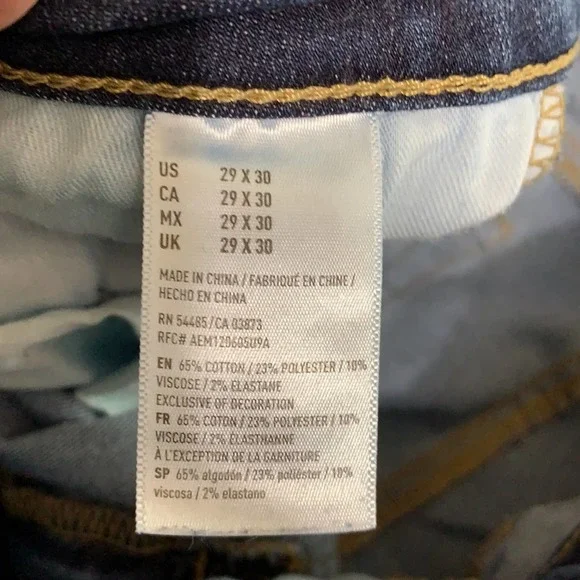 US 29 X 30
CA 29 X 30
MX 29 X 30
UK 29 X 30
MADE IN CHINA / FABRIQUÉ EN CHINE /
HECHO EN CHINA
RN 54485/CA 03873
RFC# AEM120605U9A
EN 65% COTTON / 23% POLYESTER / 10%
VISCOSE / 2% ELASTANE
EXCLUSIVE OF DECORATION
FR 65% COTON / 23% POLYESTER / 10%
VISCOSE / 2% ÉLASTHANNE
À L'EXCEPTION DE LA GARNITURE
SP 65% algodón / 23% poliéster / 10%
viscosa / 2% elastano